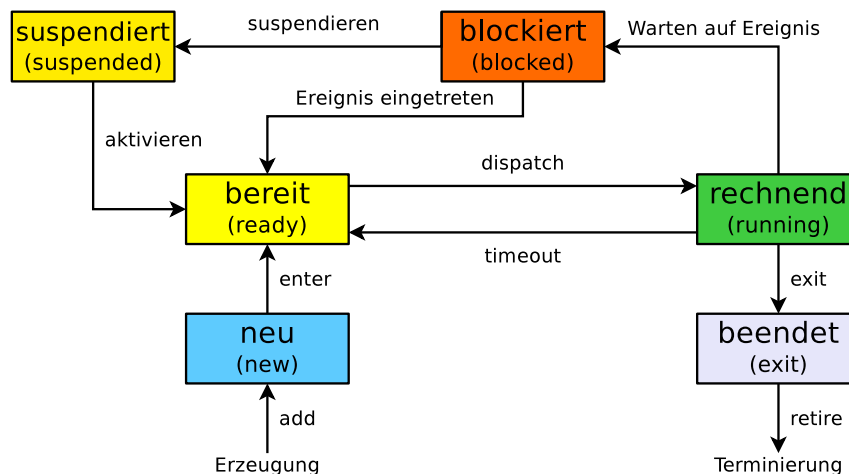 suspendiert
(suspended)
suspendieren
blockiert
(blocked)
Warten auf Ereignis
Ereignis eingetreten
aktivieren
bereit
(ready)
dispatch
rechnend
(running)
timeout
enter
exit
neu
(new)
beendet
(exit)
add
retire
Erzeugung
Terminierung